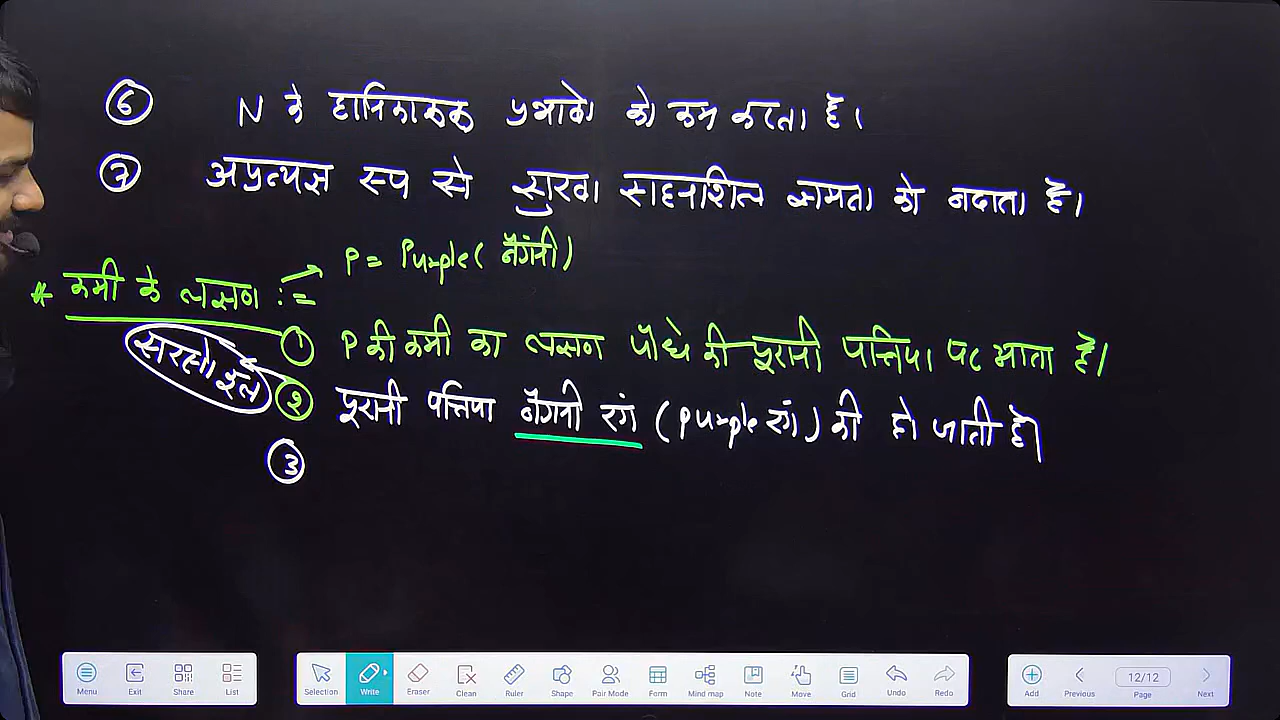 ⑥ N के हानिकारक प्रभावो को कम करता है।
⑦ अप्रत्यक्ष रूप से सुखा सहनशिल क्षमता को बढाता है।
P = Purple ( बैंगनी )
* कमी के लक्षण : =
① P की कमी का लक्षण पौधे की पूरानी पत्तिया पर आता है।
② पूरानी पत्तिया बैंगनी रंग ( purple रंग ) की हो जाती है।
③
Menu Exit Share List Selection Write Eraser Clean Ruler Shape Pair Mode Form Mind map Note Move Grid Undo Redo Add Previous 12/12 Page Next